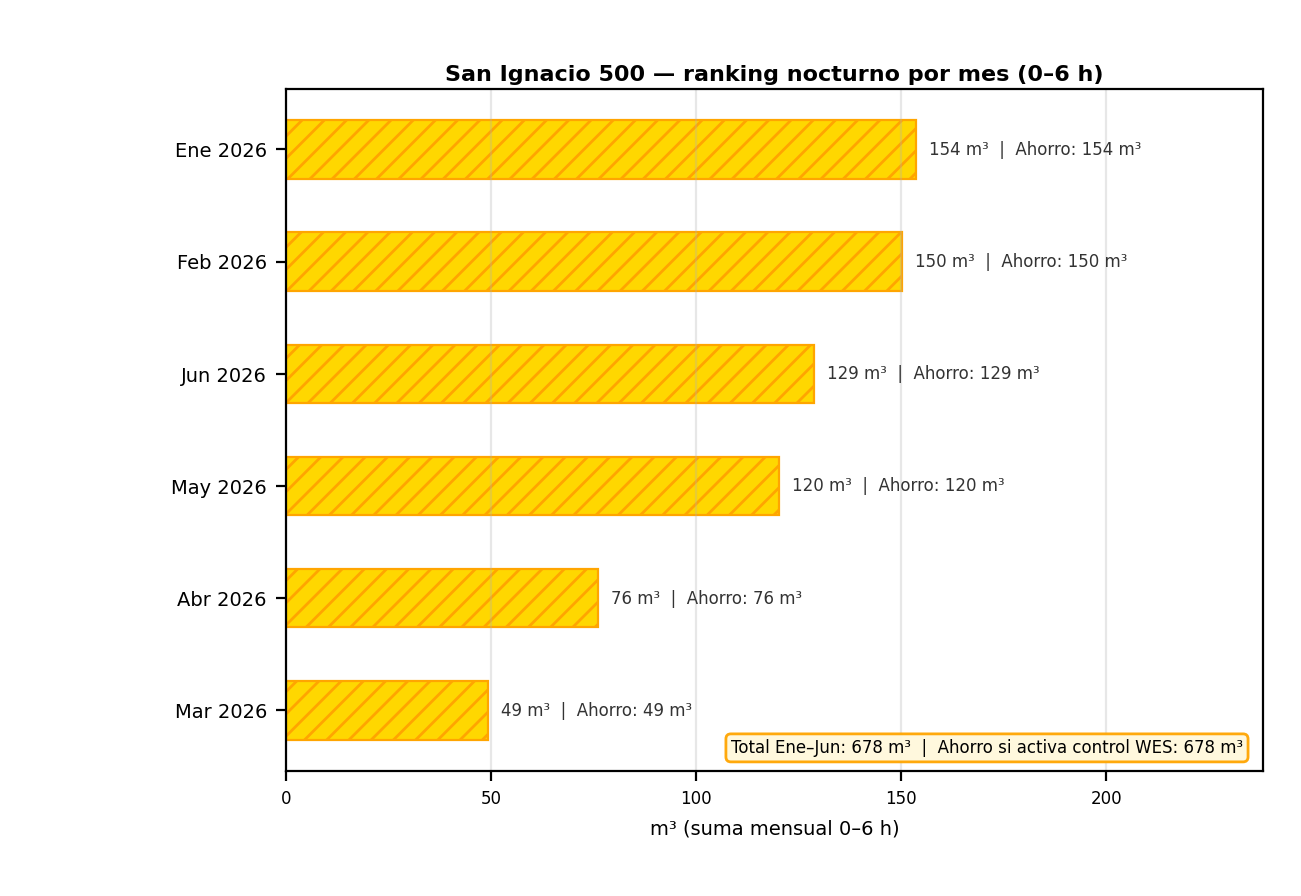 San Ignacio 500 — ranking nocturno por mes (0–6 h)
Ene 2026
154 m³ | Ahorro: 154 m³
Feb 2026
150 m³ | Ahorro: 150 m³
Jun 2026
129 m³ | Ahorro: 129 m³
May 2026
120 m³ | Ahorro: 120 m³
Abr 2026
76 m³ | Ahorro: 76 m³
Mar 2026
49 m³ | Ahorro: 49 m³
Total Ene–Jun: 678 m³ | Ahorro si activa control WES: 678 m³
0 50 100 150 200
m³ (suma mensual 0–6 h)